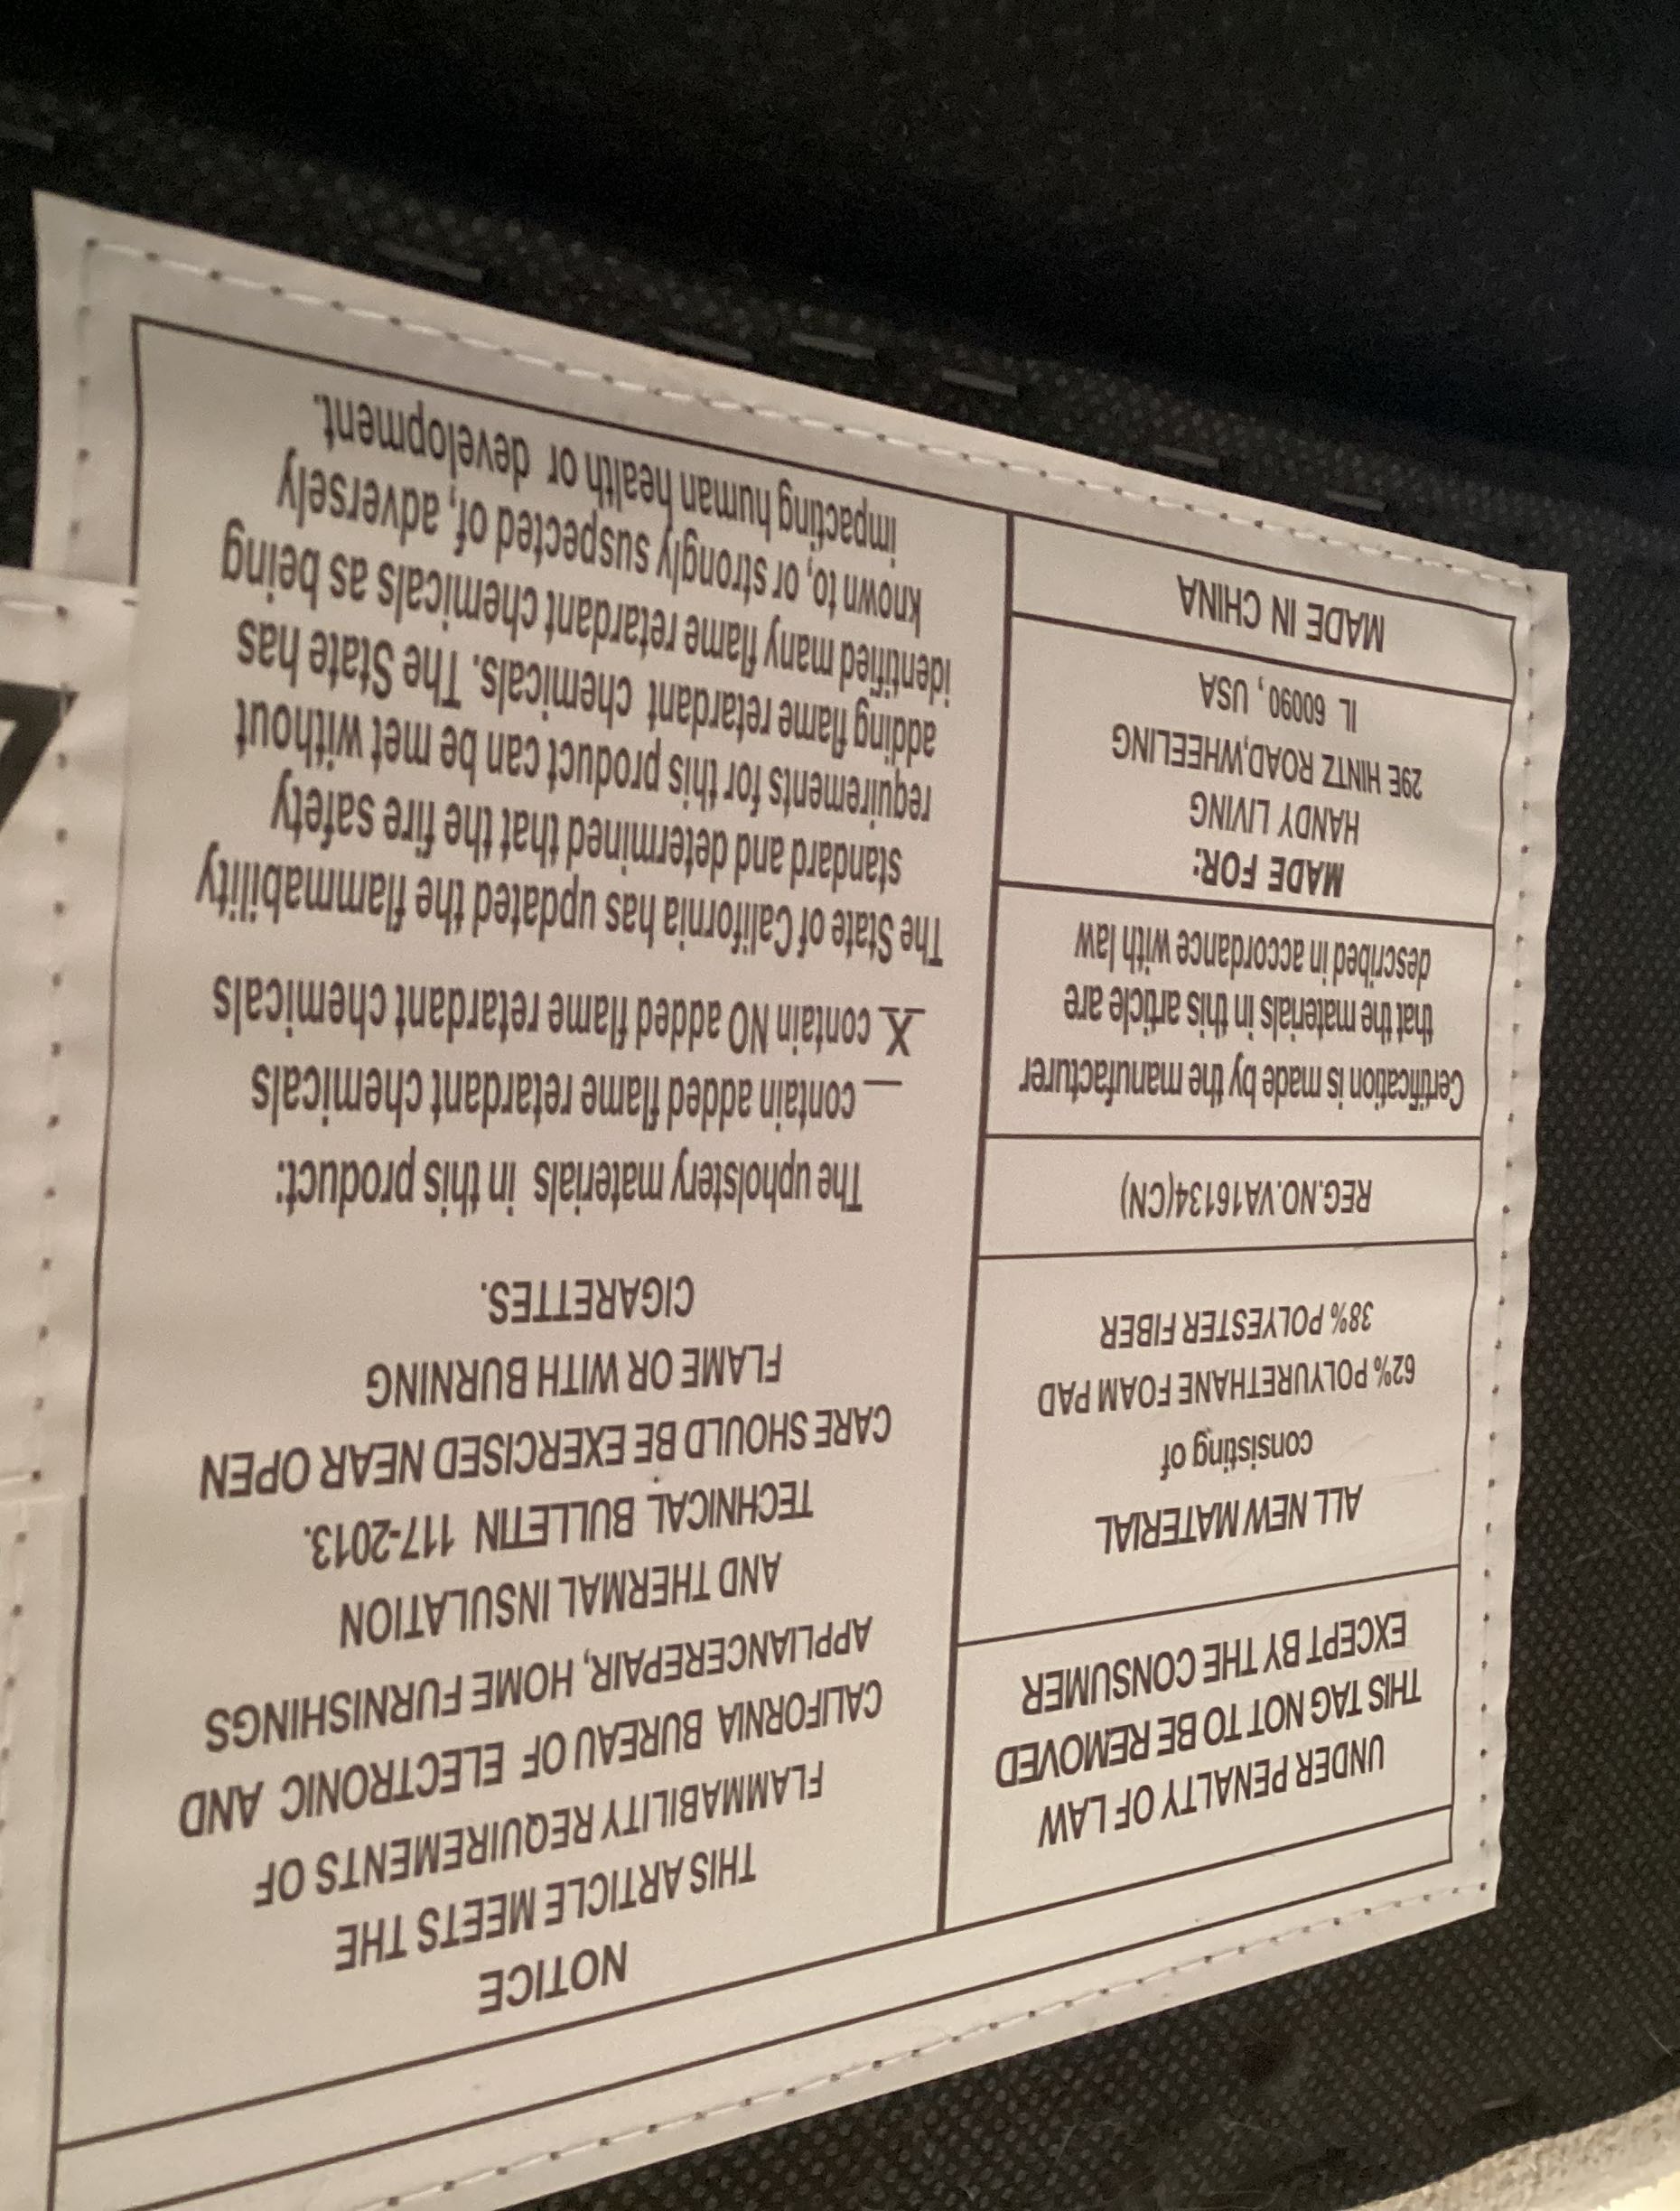 UNDER PENALTY OF LAW
THIS TAG NOT TO BE REMOVED
EXCEPT BY THE CONSUMER
ALL NEW MATERIAL
consisting of
62% POLYURETHANE FOAM PAD
38% POLYESTER FIBER
REG.NO.VA16134(CN)
Certification is made by the manufacturer
that the materials in this article are
described in accordance with law
MADE FOR:
HANDY LIVING
29E HINTZ ROAD,WHEELING
IL 60090, USA
MADE IN CHINA
NOTICE
THIS ARTICLE MEETS THE
FLAMMABILITY REQUIREMENTS OF
CALIFORNIA BUREAU OF ELECTRONIC AND
APPLIANCEREPAIR, HOME FURNISHINGS
AND THERMAL INSULATION
TECHNICAL BULLETIN 117-2013.
CARE SHOULD BE EXERCISED NEAR OPEN
FLAME OR WITH BURNING
CIGARETTES.
The upholstery materials in this product:
_ contain added flame retardant chemicals
X contain NO added flame retardant chemicals
The State of California has updated the flammability
standard and determined that the fire safety
requirements for this product can be met without
adding flame retardant chemicals. The State has
identified many flame retardant chemicals as being
known to, or strongly suspected of, adversely
impacting human health or development.